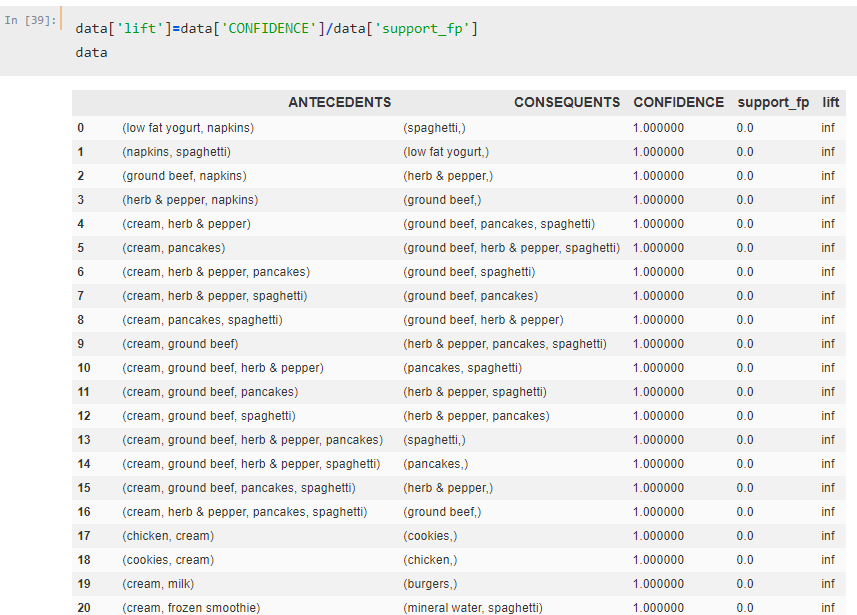 In [39]: data['lift']=data['CONFIDENCE']/data['support_fp']
data
ANTECEDENTS CONSEQUENTS CONFIDENCE support_fp lift
0 (low fat yogurt, napkins) (spaghetti,) 1.000000 0.0 inf
1 (napkins, spaghetti) (low fat yogurt,) 1.000000 0.0 inf
2 (ground beef, napkins) (herb & pepper,) 1.000000 0.0 inf
3 (herb & pepper, napkins) (ground beef,) 1.000000 0.0 inf
4 (cream, herb & pepper) (ground beef, pancakes, spaghetti) 1.000000 0.0 inf
5 (cream, pancakes) (ground beef, herb & pepper, spaghetti) 1.000000 0.0 inf
6 (cream, herb & pepper, pancakes) (ground beef, spaghetti) 1.000000 0.0 inf
7 (cream, herb & pepper, spaghetti) (ground beef, pancakes) 1.000000 0.0 inf
8 (cream, pancakes, spaghetti) (ground beef, herb & pepper) 1.000000 0.0 inf
9 (cream, ground beef) (herb & pepper, pancakes, spaghetti) 1.000000 0.0 inf
10 (cream, ground beef, herb & pepper) (pancakes, spaghetti) 1.000000 0.0 inf
11 (cream, ground beef, pancakes) (herb & pepper, spaghetti) 1.000000 0.0 inf
12 (cream, ground beef, spaghetti) (herb & pepper, pancakes) 1.000000 0.0 inf
13 (cream, ground beef, herb & pepper, pancakes) (spaghetti,) 1.000000 0.0 inf
14 (cream, ground beef, herb & pepper, spaghetti) (pancakes,) 1.000000 0.0 inf
15 (cream, ground beef, pancakes, spaghetti) (herb & pepper,) 1.000000 0.0 inf
16 (cream, herb & pepper, pancakes, spaghetti) (ground beef,) 1.000000 0.0 inf
17 (chicken, cream) (cookies,) 1.000000 0.0 inf
18 (cookies, cream) (chicken,) 1.000000 0.0 inf
19 (cream, milk) (burgers,) 1.000000 0.0 inf
20 (cream, frozen smoothie) (mineral water, spaghetti) 1.000000 0.0 inf